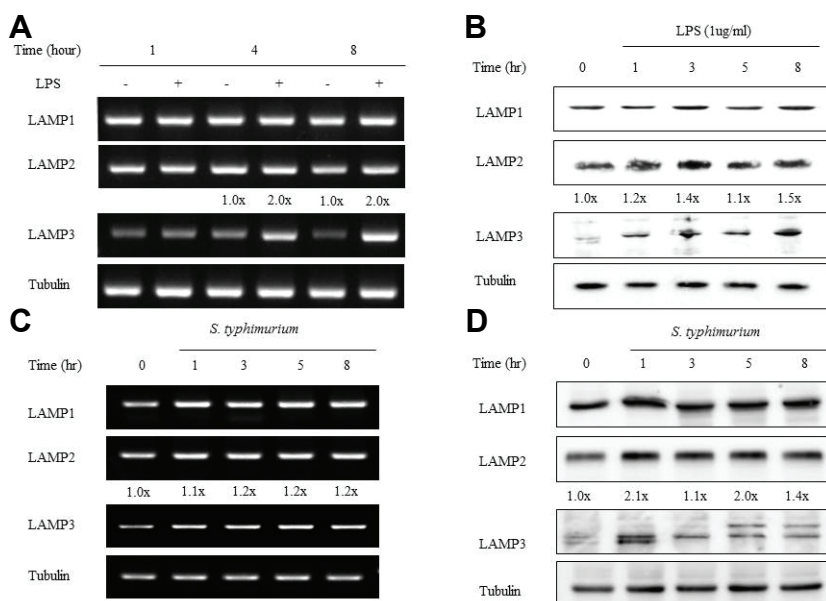 A
Time (hour) 1 4 8
LPS - + - + - +
LAMP1
LAMP2
1.0x 2.0x 1.0x 2.0x
LAMP3
Tubulin
B
LPS (1ug/ml)
Time (hr) 0 1 3 5 8
LAMP1
LAMP2
1.0x 1.2x 1.4x 1.1x 1.5x
LAMP3
Tubulin
C
S. typhimurium
Time (hr) 0 1 3 5 8
LAMP1
LAMP2
1.0x 1.1x 1.2x 1.2x 1.2x
LAMP3
Tubulin
D
S. typhimurium
Time (hr) 0 1 3 5 8
LAMP1
LAMP2
1.0x 2.1x 1.1x 2.0x 1.4x
LAMP3
Tubulin